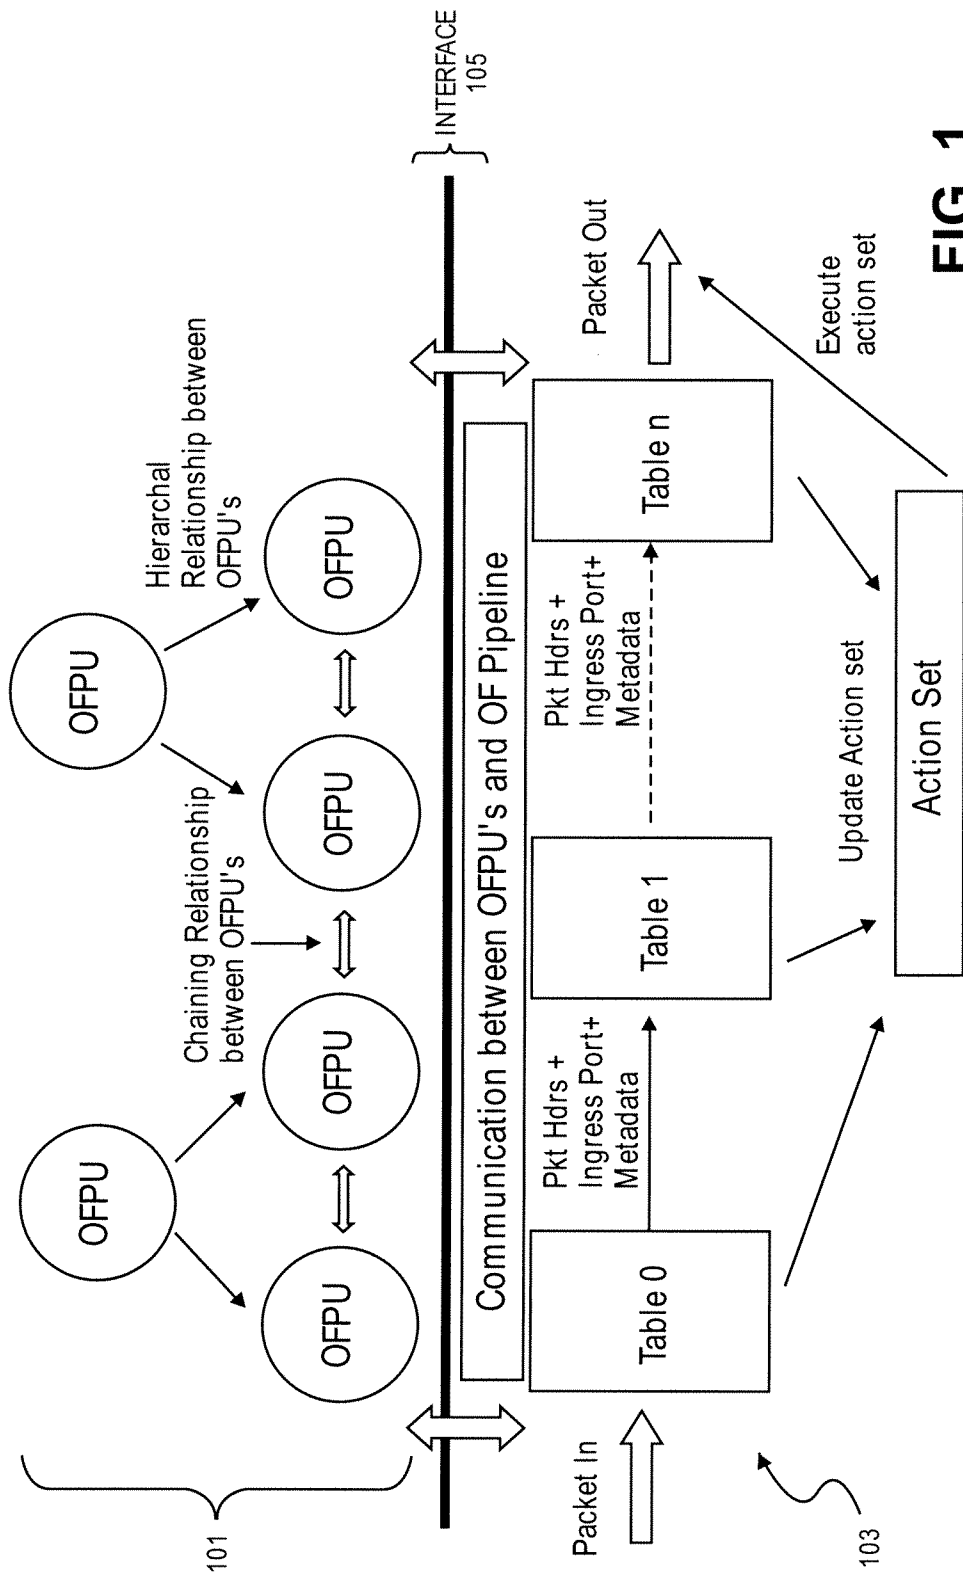 101
OFPU
OFPU
Hierarchal
Relationship between
OFPU's
Chaining Relationship
between OFPU's
OFPU
OFPU
OFPU
OFPU
INTERFACE
105
Communication between OFPU's and OF Pipeline
Packet In
Table 0
Pkt Hdrs +
Ingress Port+
Metadata
Table 1
Pkt Hdrs +
Ingress Port+
Metadata
Table n
Packet Out
103
Update Action set
Execute
action set
Action Set
FIG. 1